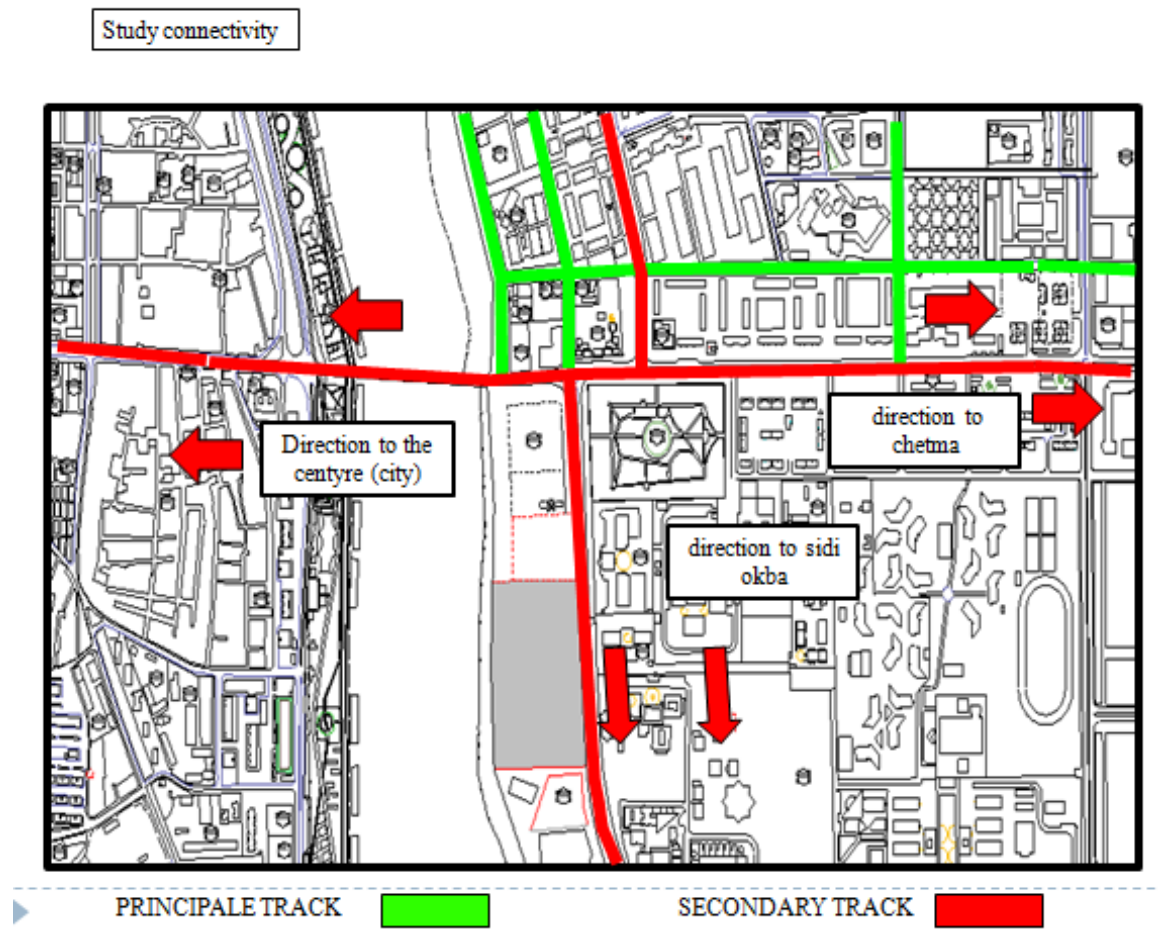 Study connectivity
Direction to the
centyre (city)
direction to
chetma
direction to sidi
okba
PRINCIPALE TRACK
SECONDARY TRACK